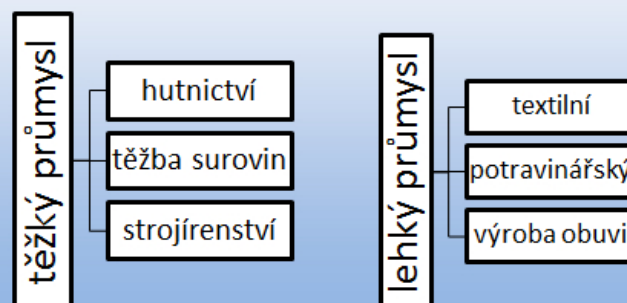 těžký průmysl
hutnictví
těžba surovin
strojírenství
lehký průmysl
textilní
potravinářský
výroba obuvi